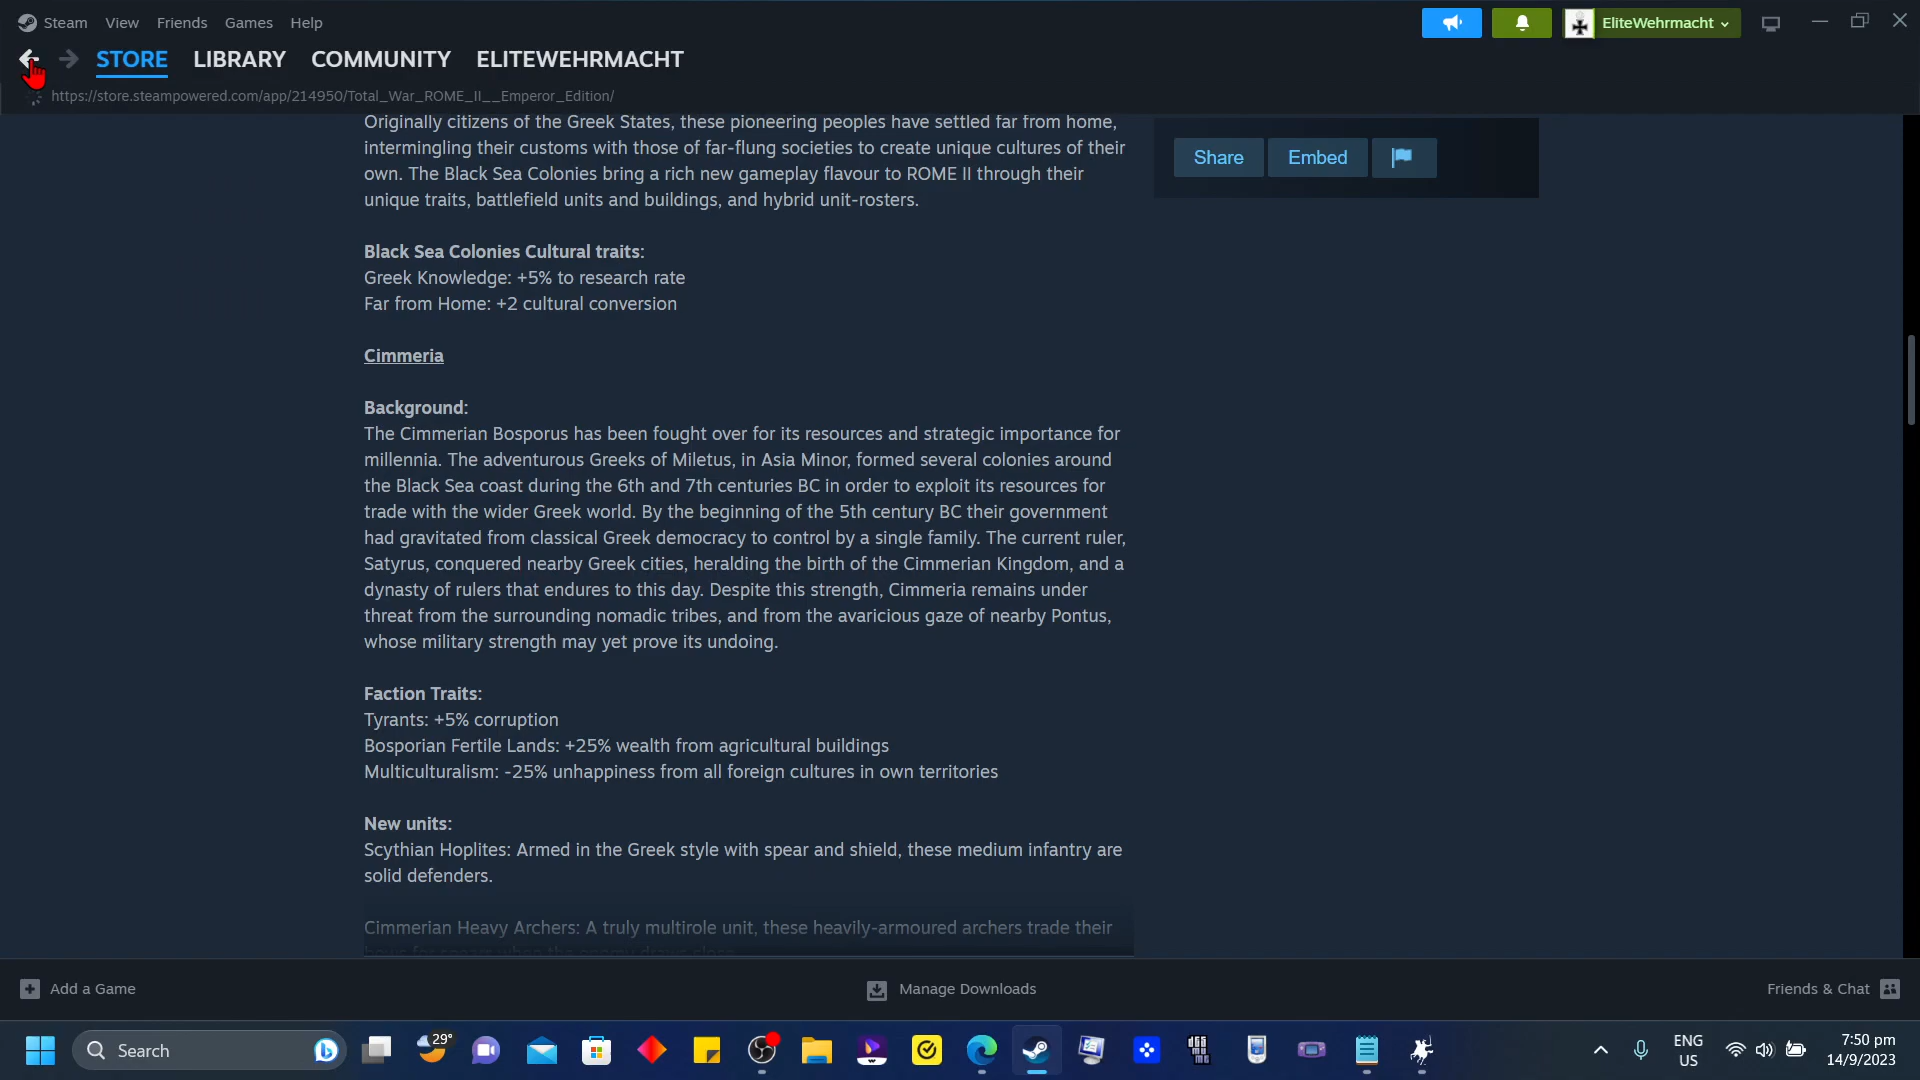 Steam View Friends Games Help
EliteWehrmacht
STORE LIBRARY COMMUNITY ELITEWEHRMACHT
https://store.steampowered.com/app/214950/Total_War_ROME_II__Emperor_Edition/
Originally citizens of the Greek States, these pioneering peoples have settled far from home,
intermingling their customs with those of far-flung societies to create unique cultures of their
own. The Black Sea Colonies bring a rich new gameplay flavour to ROME II through their
unique traits, battlefield units and buildings, and hybrid unit-rosters.
Share Embed
Black Sea Colonies Cultural traits:
Greek Knowledge: +5% to research rate
Far from Home: +2 cultural conversion
Cimmeria
Background:
The Cimmerian Bosporus has been fought over for its resources and strategic importance for
millennia. The adventurous Greeks of Miletus, in Asia Minor, formed several colonies around
the Black Sea coast during the 6th and 7th centuries BC in order to exploit its resources for
trade with the wider Greek world. By the beginning of the 5th century BC their government
had gravitated from classical Greek democracy to control by a single family. The current ruler,
Satyrus, conquered nearby Greek cities, heralding the birth of the Cimmerian Kingdom, and a
dynasty of rulers that endures to this day. Despite this strength, Cimmeria remains under
threat from the surrounding nomadic tribes, and from the avaricious gaze of nearby Pontus,
whose military strength may yet prove its undoing.
Faction Traits:
Tyrants: +5% corruption
Bosporian Fertile Lands: +25% wealth from agricultural buildings
Multiculturalism: -25% unhappiness from all foreign cultures in own territories
New units:
Scythian Hoplites: Armed in the Greek style with spear and shield, these medium infantry are
solid defenders.
Cimmerian Heavy Archers: A truly multirole unit, these heavily-armoured archers trade their
Add a Game
Manage Downloads
Friends & Chat
Search
29°
ENG
US
7:50 pm
14/9/2023